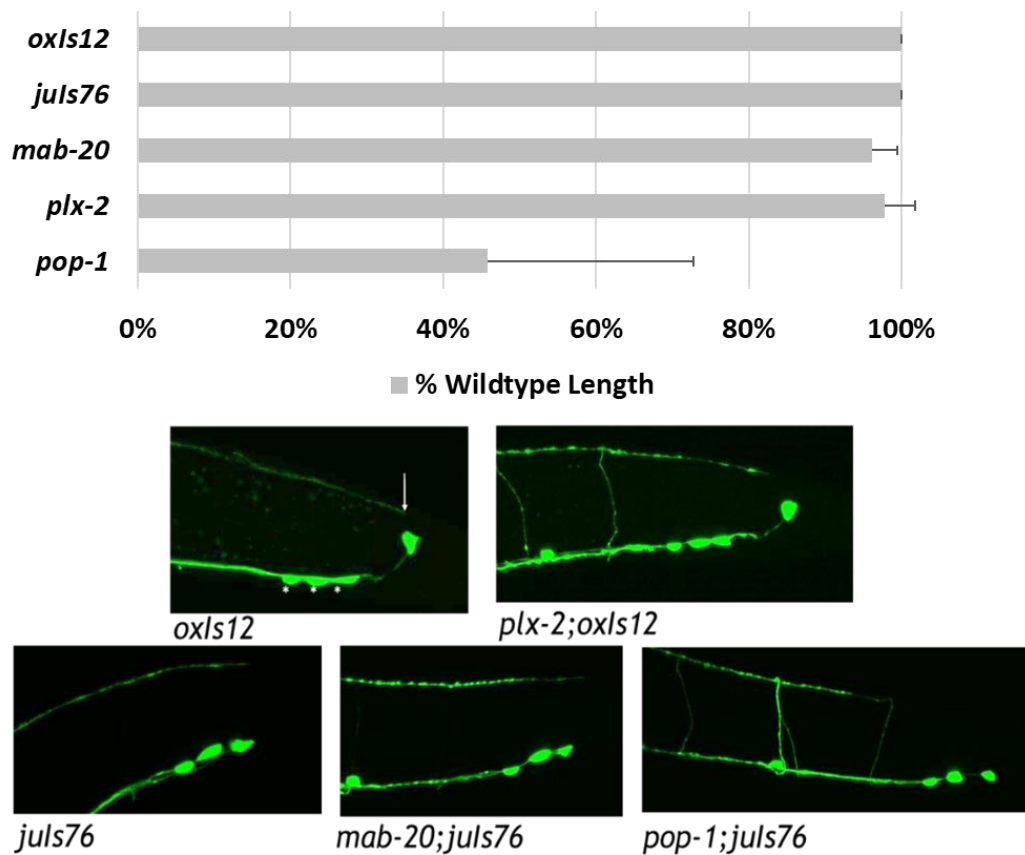 oxIs12
juIs76
mab-20
plx-2
pop-1
0% 20% 40% 60% 80% 100%
% Wildtype Length
* * *
oxIs12 plx-2;oxIs12
juIs76 mab-20;juIs76 pop-1;juIs76